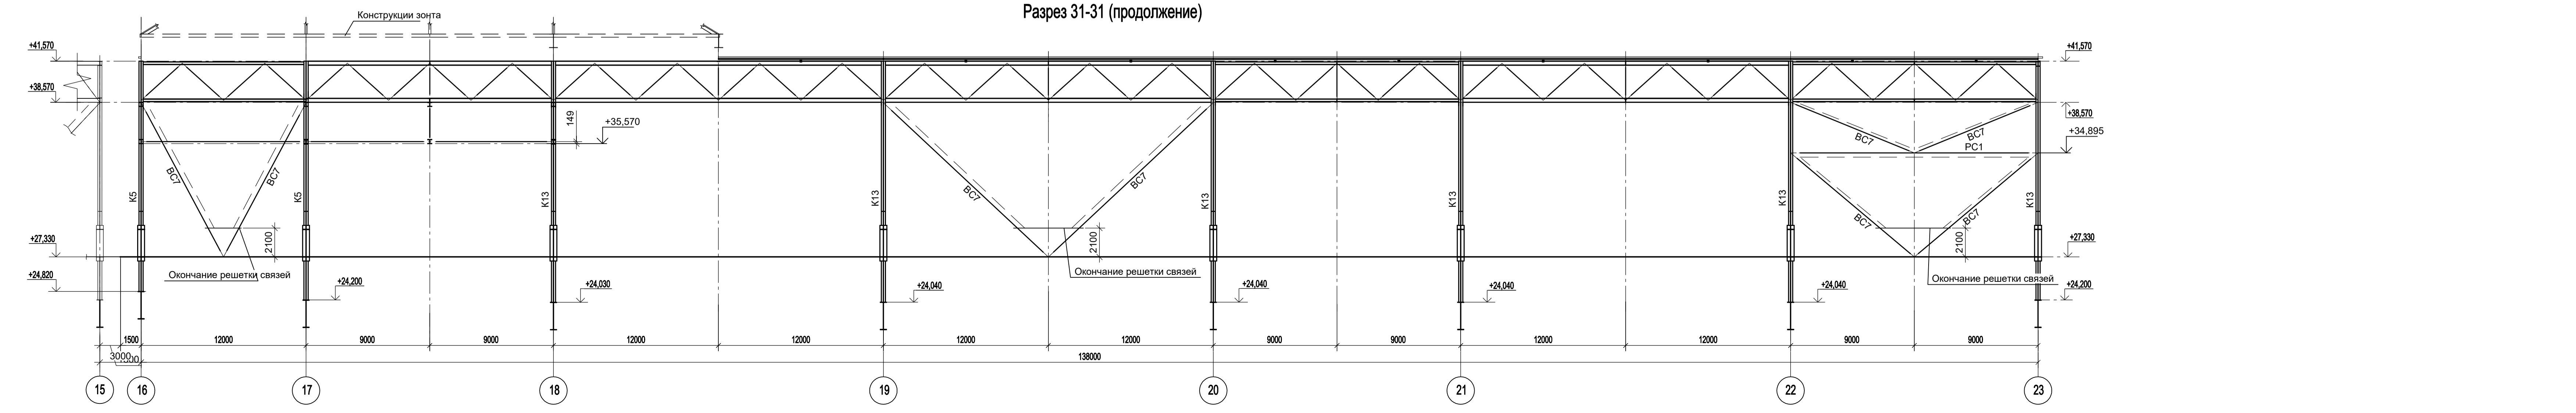 Разрез 31-31 (продолжение)
Конструкции зонта
+41,570
+41,570
+38,570
+38,570
149
+35,570
+34,895
ВС7
ВС7
ВС7
ВС7
ВС7
ВС7
РС1
ВС7
ВС7
К5
К5
К13
К13
К13
К13
К13
К13
2100
2100
2100
+27,330
+27,330
Окончание решетки связей
Окончание решетки связей
Окончание решетки связей
+24,820
+24,200
+24,030
+24,040
+24,040
+24,040
+24,040
+24,200
1500
12000
9000
9000
12000
12000
12000
12000
9000
9000
12000
12000
9000
9000
3000
138000
15
16
17
18
19
20
21
22
23